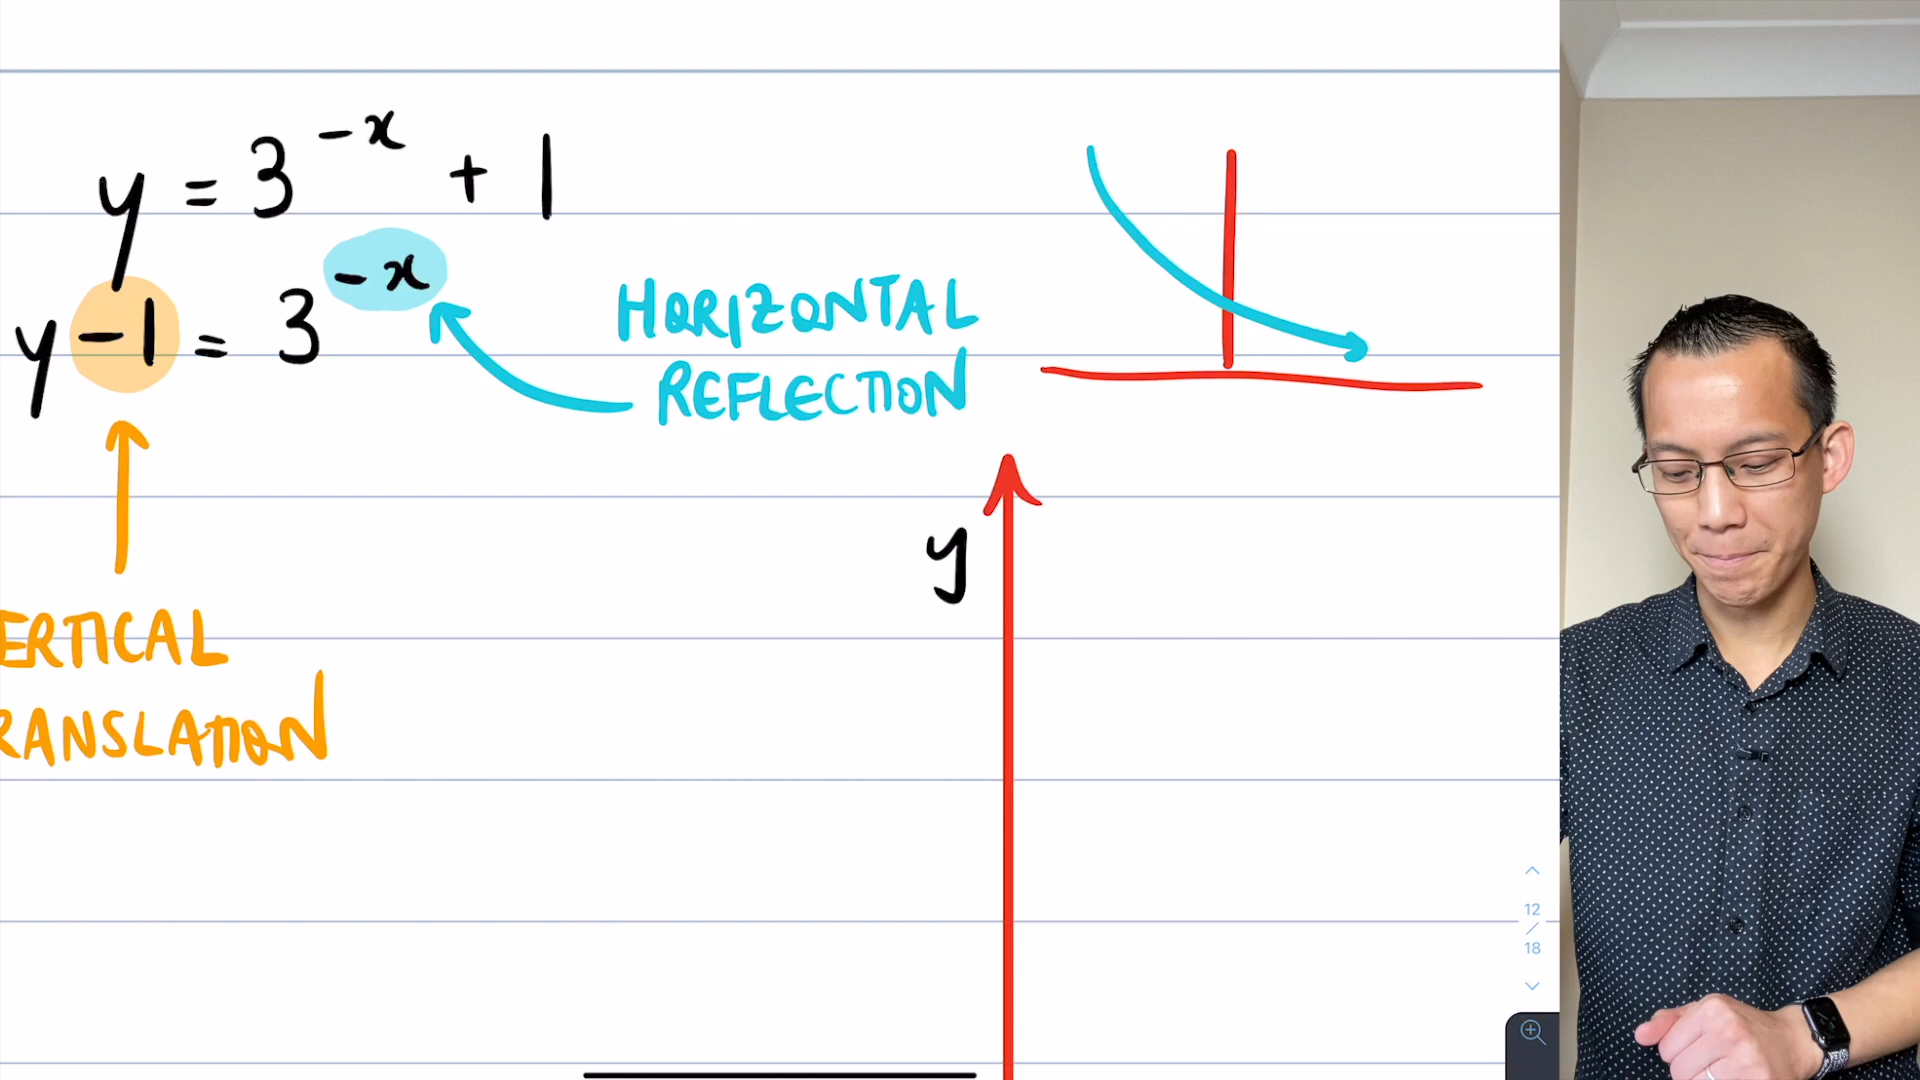 y = 3^{-x} + 1
y - 1 = 3^{-x}
HORIZONTAL
REFLECTION
y
ERTICAL
RANSLATION
12
/
18